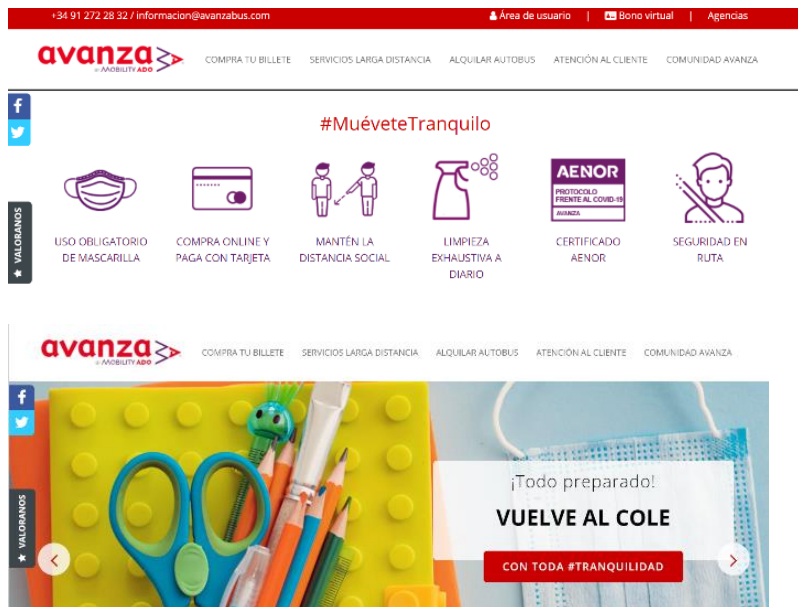 +34 91 272 28 32 / informacion@avanzabus.com
Área de usuario | Bono virtual | Agencias
avanza
a MOBILITY ADO
COMPRA TU BILLETE SERVICIOS LARGA DISTANCIA ALQUILAR AUTOBUS ATENCIÓN AL CLIENTE COMUNIDAD AVANZA
#MuéveteTranquilo
AENOR
PROTOCOLO
FRENTE AL COVID-19
AVANZA
USO OBLIGATORIO
DE MASCARILLA
COMPRA ONLINE Y
PAGA CON TARJETA
MANTÉN LA
DISTANCIA SOCIAL
LIMPIEZA
EXHAUSTIVA A
DIARIO
CERTIFICADO
AENOR
SEGURIDAD EN
RUTA
VALORANOS
avanza
a MOBILITY ADO
COMPRA TU BILLETE SERVICIOS LARGA DISTANCIA ALQUILAR AUTOBUS ATENCIÓN AL CLIENTE COMUNIDAD AVANZA
¡Todo preparado!
VUELVE AL COLE
CON TODA #TRANQUILIDAD
VALORANOS